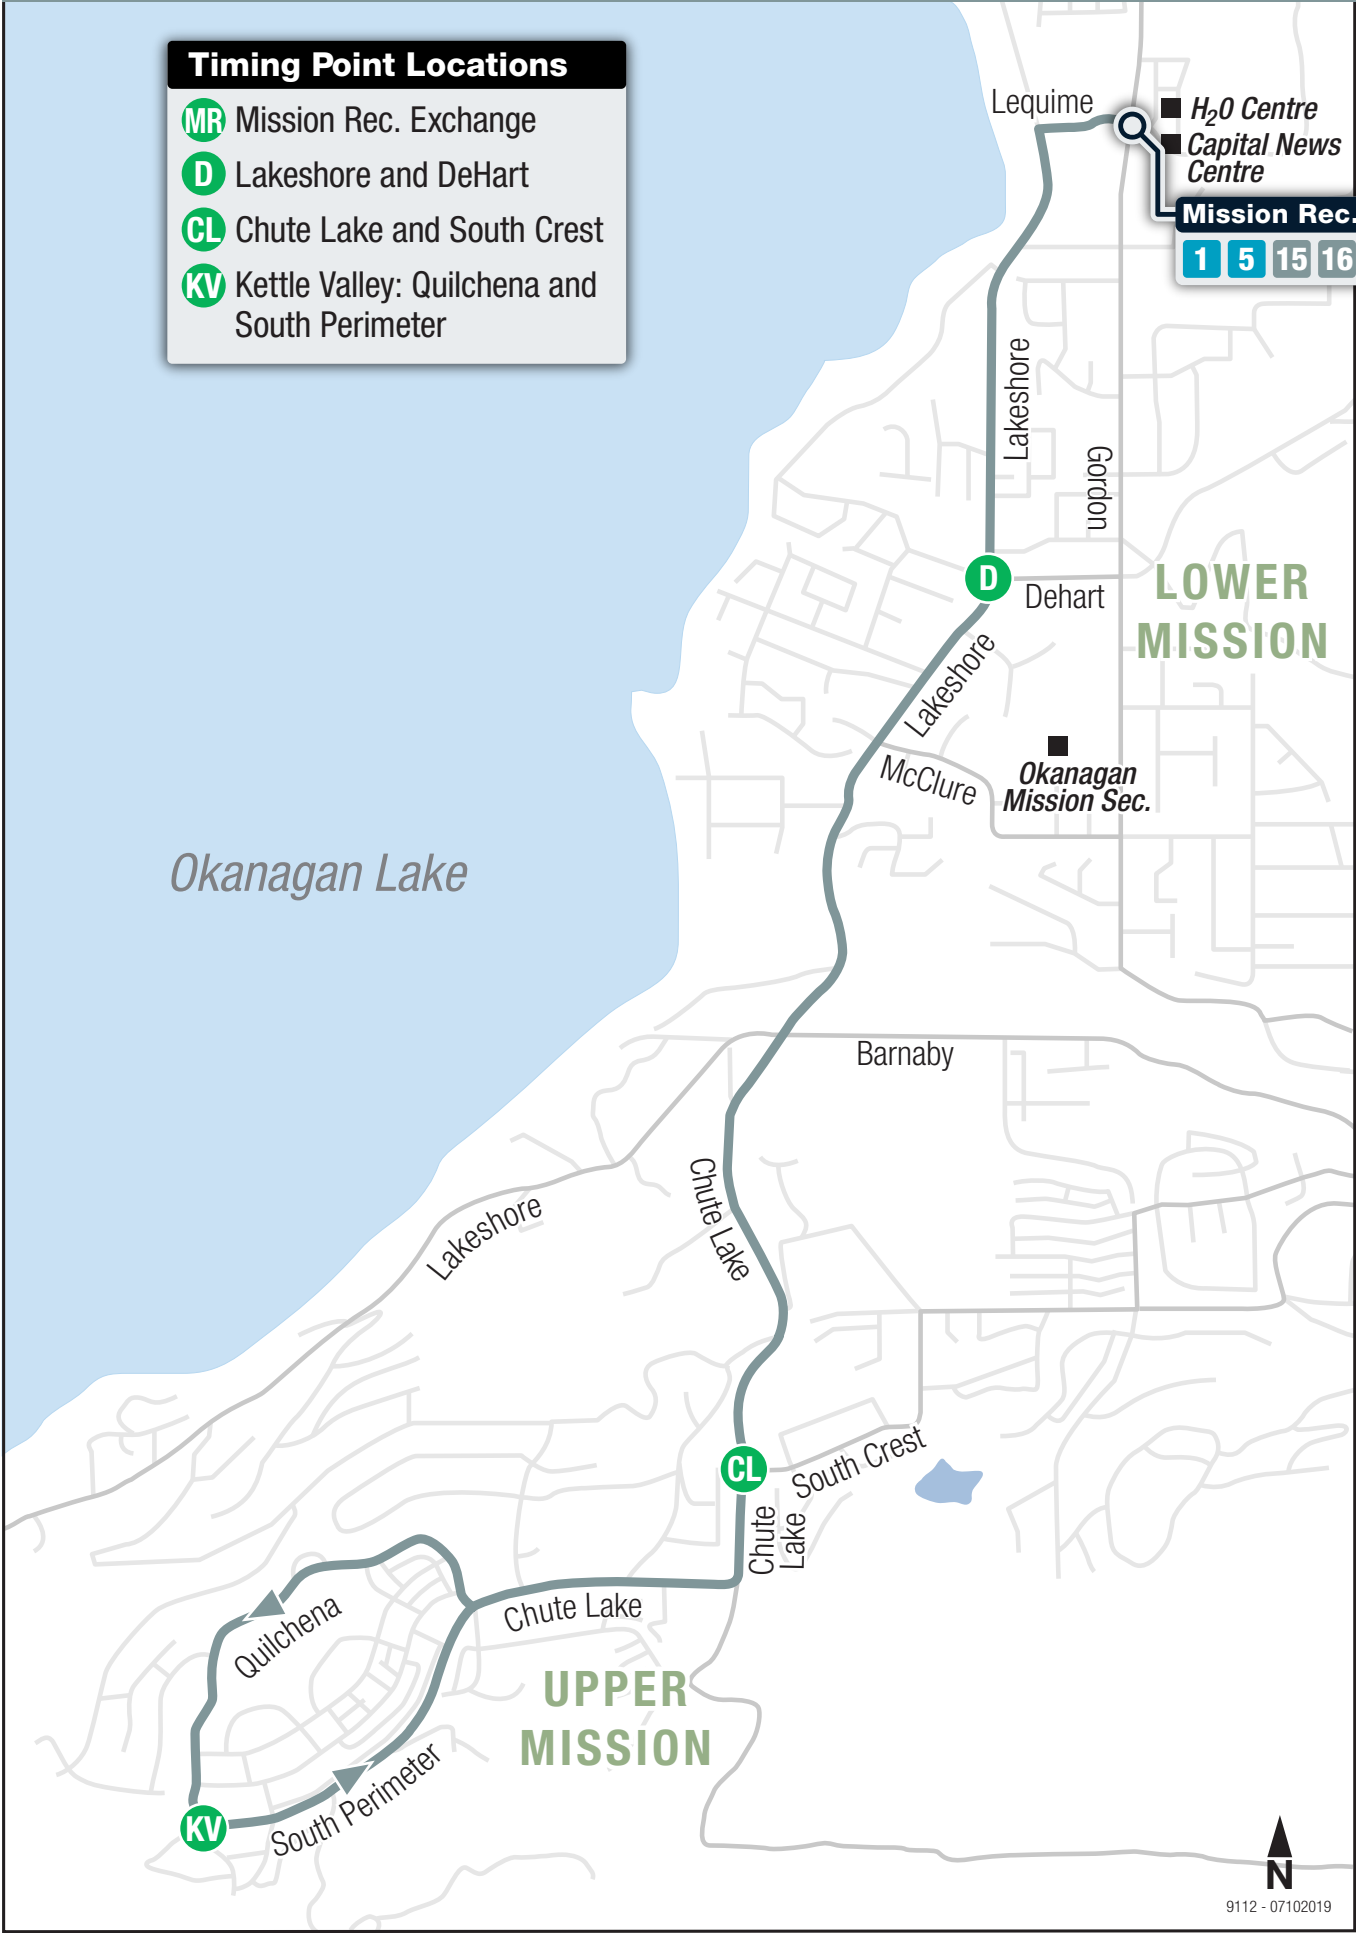 Timing Point Locations
MR Mission Rec. Exchange
D Lakeshore and DeHart
CL Chute Lake and South Crest
KV Kettle Valley: Quilchena and
South Perimeter
Lequime
H2O Centre
Capital News
Centre
Mission Rec.
1 5 15 16
Lakeshore
Gordon
D
Dehart
LOWER
MISSION
Lakeshore
McClure
Okanagan
Mission Sec.
Okanagan Lake
Barnaby
Chute Lake
Lakeshore
CL
South Crest
Chute
Lake
Chute Lake
Quilchena
UPPER
MISSION
South Perimeter
KV
N
9112 - 07102019